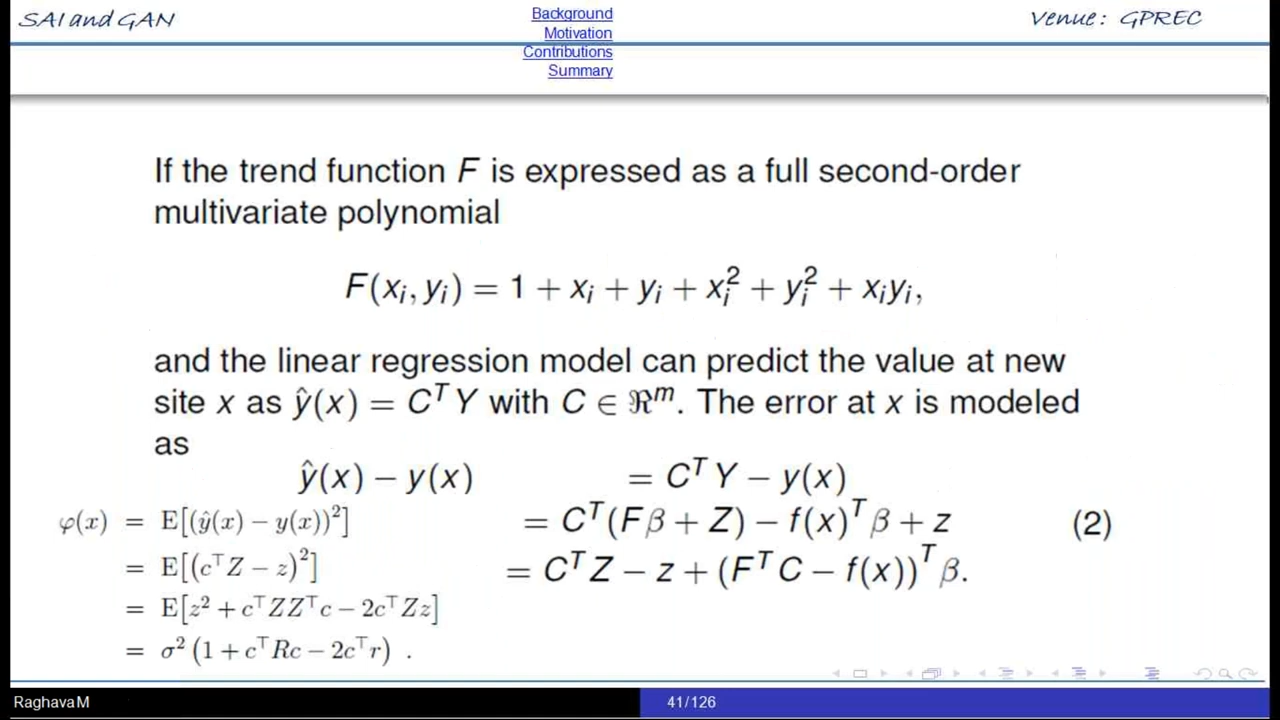 SAI and GAN
Background
Motivation
Contributions
Summary
Venue: GPREC
If the trend function F is expressed as a full second-order
multivariate polynomial
F(xᵢ, yᵢ) = 1 + xᵢ + yᵢ + xᵢ² + yᵢ² + xᵢyᵢ,
and the linear regression model can predict the value at new
site x as ŷ(x) = CᵀY with C ∈ ℜᵐ. The error at x is modeled
as
ŷ(x) − y(x) = CᵀY − y(x)
= Cᵀ(Fβ + Z) − f(x)ᵀβ + z (2)
= CᵀZ − z + (FᵀC − f(x))ᵀβ.
φ(x) = E[(ŷ(x) − y(x))²]
= E[(cᵀZ − z)²]
= E[z² + cᵀZZᵀc − 2cᵀZz]
= σ²(1 + cᵀRc − 2cᵀr) .
Raghava M
41/126